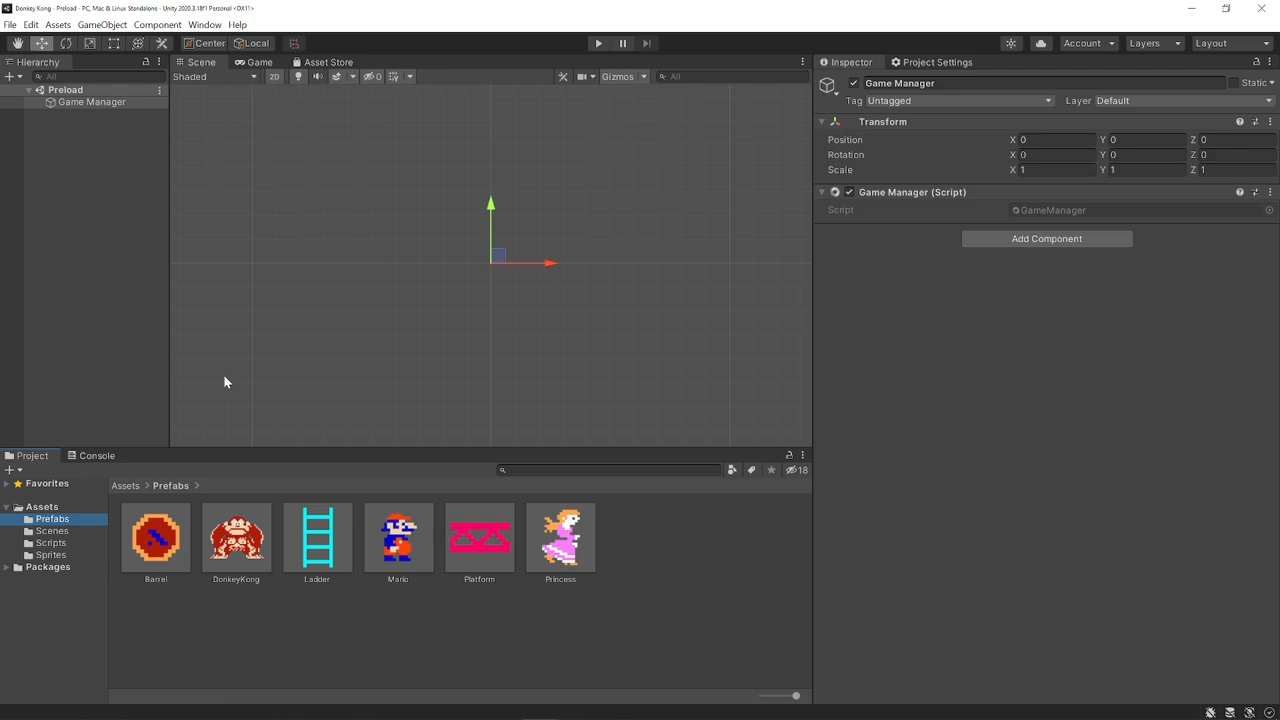 Donkey Kong - Preload - PC, Mac & Linux Standalone - Unity 2020.3.18f1 Personal <DX11>
File Edit Assets GameObject Component Window Help
Center Local Account Layers Layout
Hierarchy Scene Game Asset Store Inspector Project Settings
All Shaded 2D Gizmos All Game Manager Static
Preload
Game Manager Tag Untagged Layer Default
Transform
Position X 0 Y 0 Z 0
Rotation X 0 Y 0 Z 0
Scale X 1 Y 1 Z 1
Game Manager (Script)
Script GameManager
Add Component
Project Console
18
Favorites Assets > Prefabs >
Assets
Prefabs
Scenes
Scripts
Sprites
Packages
Barrel DonkeyKong Ladder Mario Platform Princess